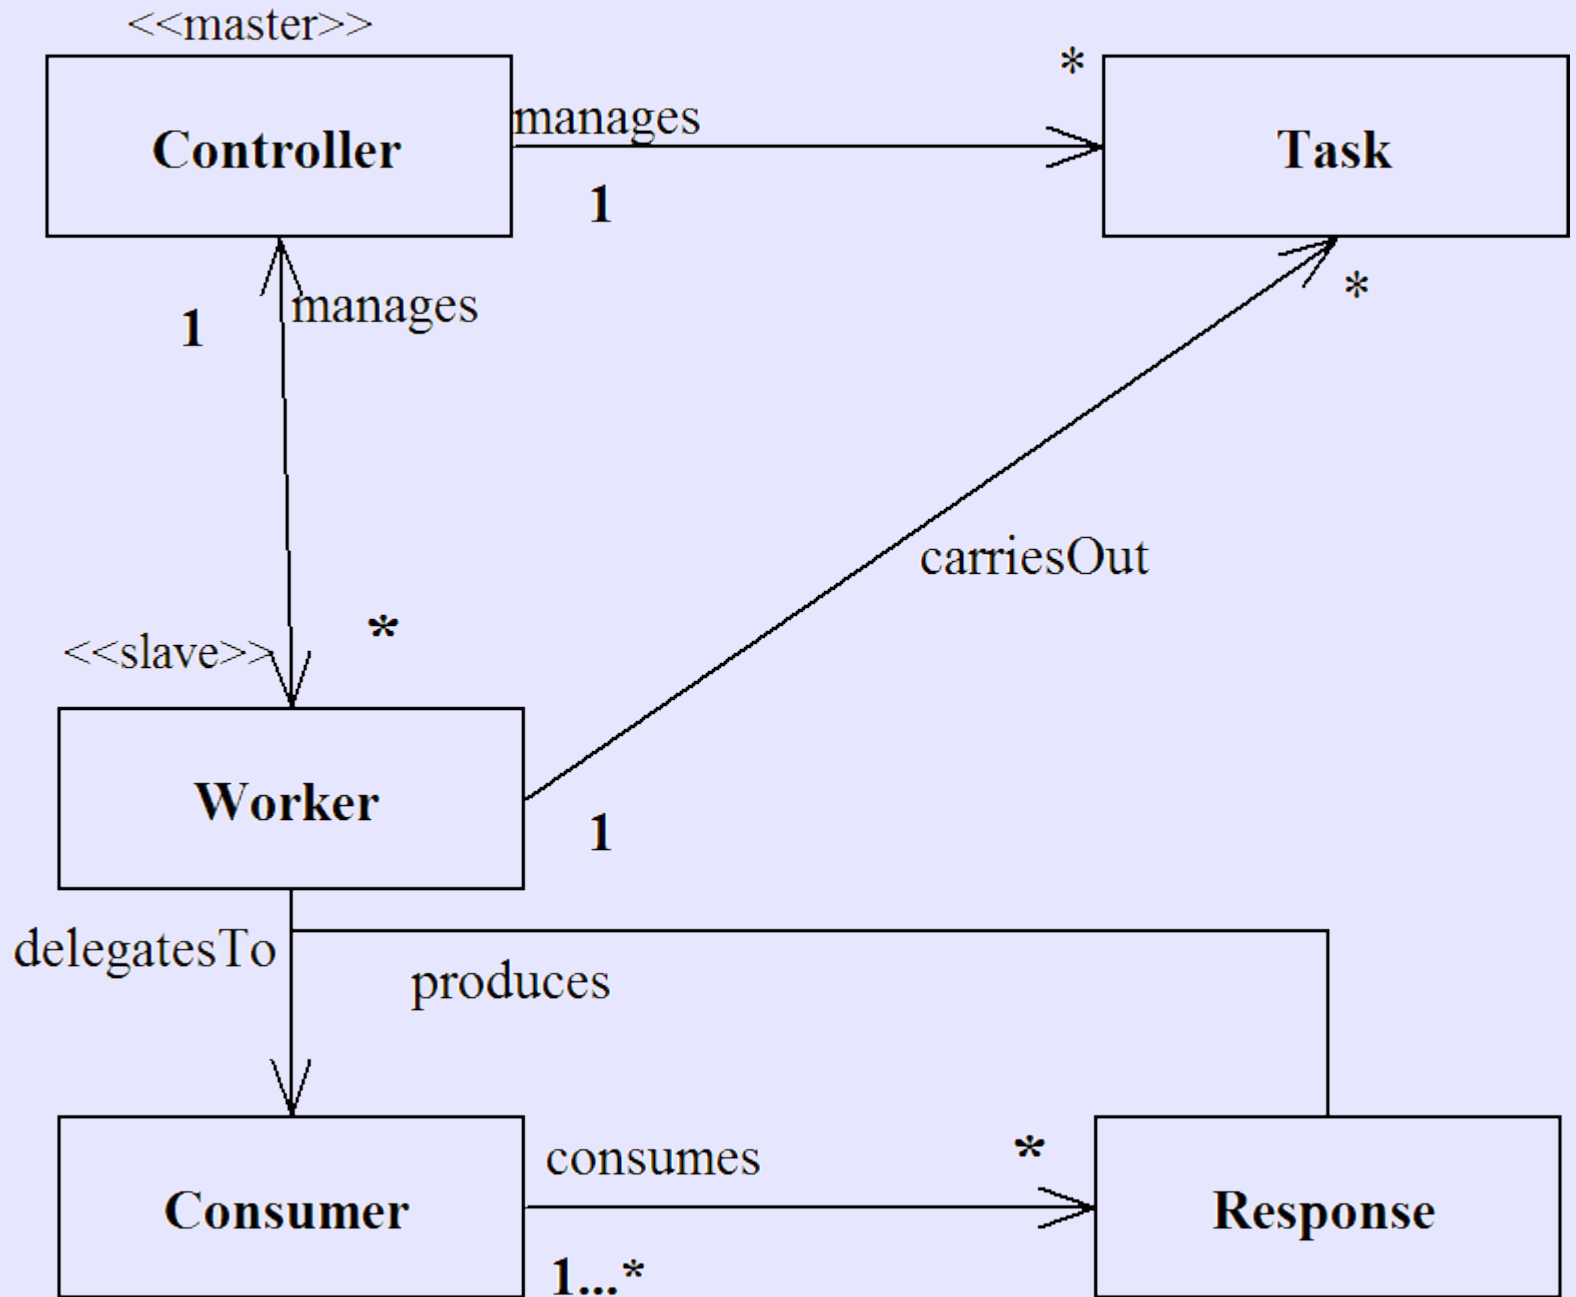 <<master>>
Controller
manages
1
*
Task
1
manages
*
carriesOut
<<slave>>
*
Worker
1
delegatesTo
produces
Consumer
consumes
*
1...*
Response